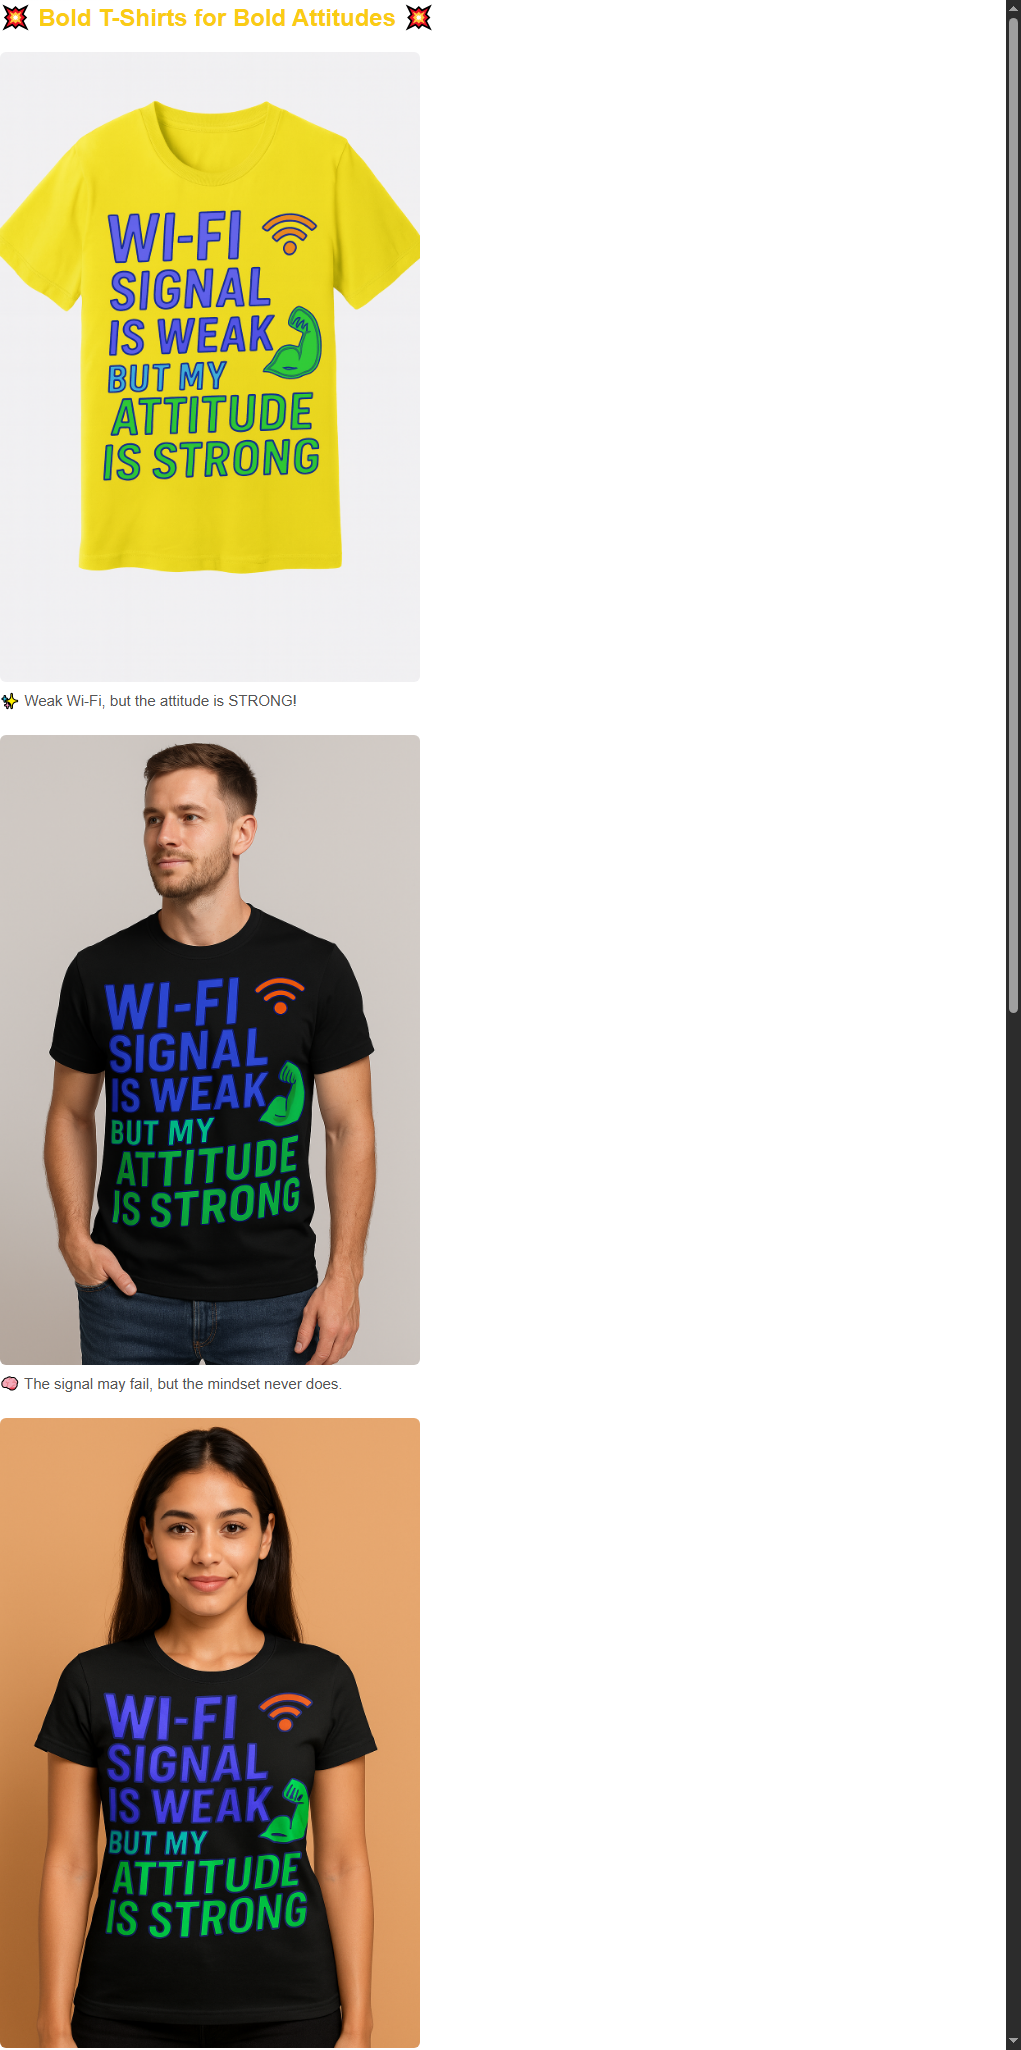 💥 Bold T-Shirts for Bold Attitudes 💥
WI-FI
SIGNAL
IS WEAK
BUT MY
ATTITUDE
IS STRONG
✨ Weak Wi-Fi, but the attitude is STRONG!
WI-FI
SIGNAL
IS WEAK
BUT MY
ATTITUDE
IS STRONG
🧠 The signal may fail, but the mindset never does.
WI-FI
SIGNAL
IS WEAK
BUT MY
ATTITUDE
IS STRONG